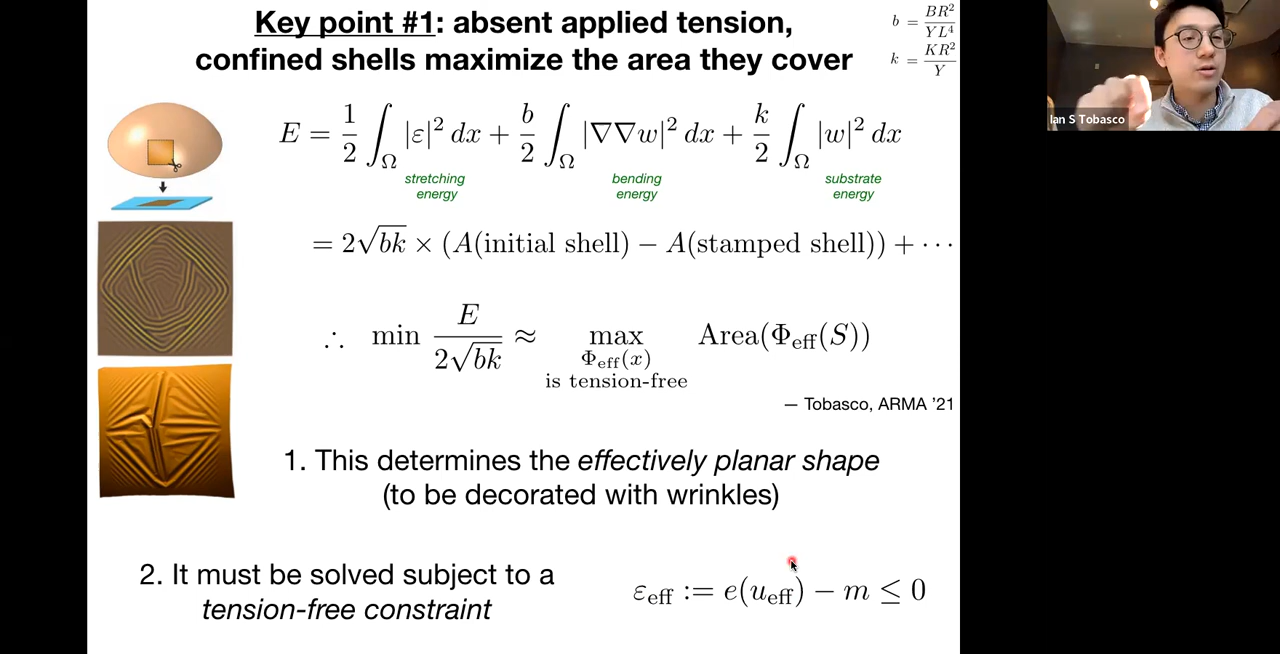 Key point #1: absent applied tension,
confined shells maximize the area they cover
b = BR²/YL⁴
k = KR²/Y
E = 1/2 ∫_Ω |ε|² dx + b/2 ∫_Ω |∇∇w|² dx + k/2 ∫_Ω |w|² dx
stretching energy
bending energy
substrate energy
= 2√bk × (A(initial shell) − A(stamped shell)) + ⋯
∴ min E/2√bk ≈ max Area(Φ_eff(S))
Φ_eff(x)
is tension-free
— Tobasco, ARMA '21
1. This determines the effectively planar shape
(to be decorated with wrinkles)
2. It must be solved subject to a
tension-free constraint
ε_eff := e(u_eff) − m ≤ 0
Ian S Tobasco